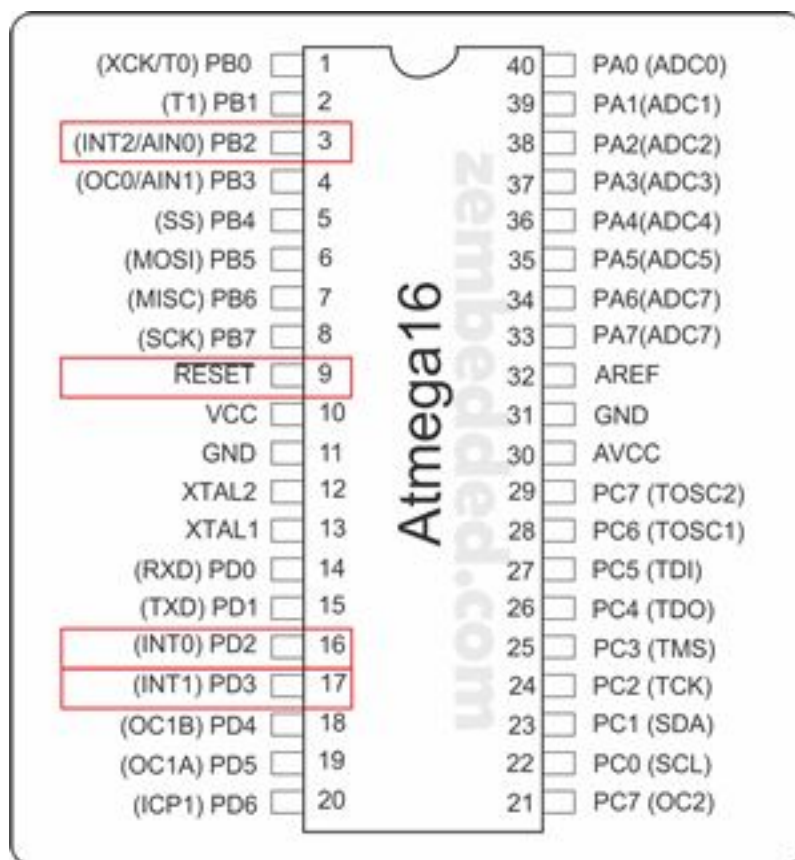 (XCK/T0) PB0 1 40 PA0 (ADC0)
(T1) PB1 2 39 PA1(ADC1)
(INT2/AIN0) PB2 3 38 PA2(ADC2)
(OC0/AIN1) PB3 4 37 PA3(ADC3)
(SS) PB4 5 36 PA4(ADC4)
(MOSI) PB5 6 35 PA5(ADC5)
(MISC) PB6 7 34 PA6(ADC7)
(SCK) PB7 8 33 PA7(ADC7)
RESET 9 32 AREF
VCC 10 31 GND
GND 11 30 AVCC
XTAL2 12 29 PC7 (TOSC2)
XTAL1 13 28 PC6 (TOSC1)
(RXD) PD0 14 27 PC5 (TDI)
(TXD) PD1 15 26 PC4 (TDO)
(INT0) PD2 16 25 PC3 (TMS)
(INT1) PD3 17 24 PC2 (TCK)
(OC1B) PD4 18 23 PC1 (SDA)
(OC1A) PD5 19 22 PC0 (SCL)
(ICP1) PD6 20 21 PC7 (OC2)
Atmega16
zembedded.com